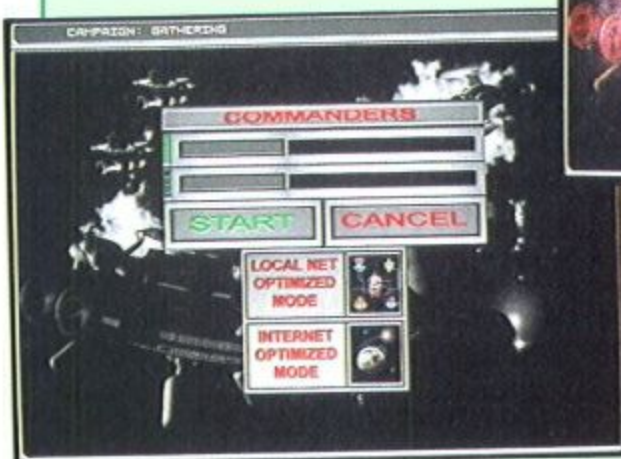 CAMPAIGN: GATHERING
COMMANDERS
START
CANCEL
LOCAL NET
OPTIMIZED
MODE
INTERNET
OPTIMIZED
MODE